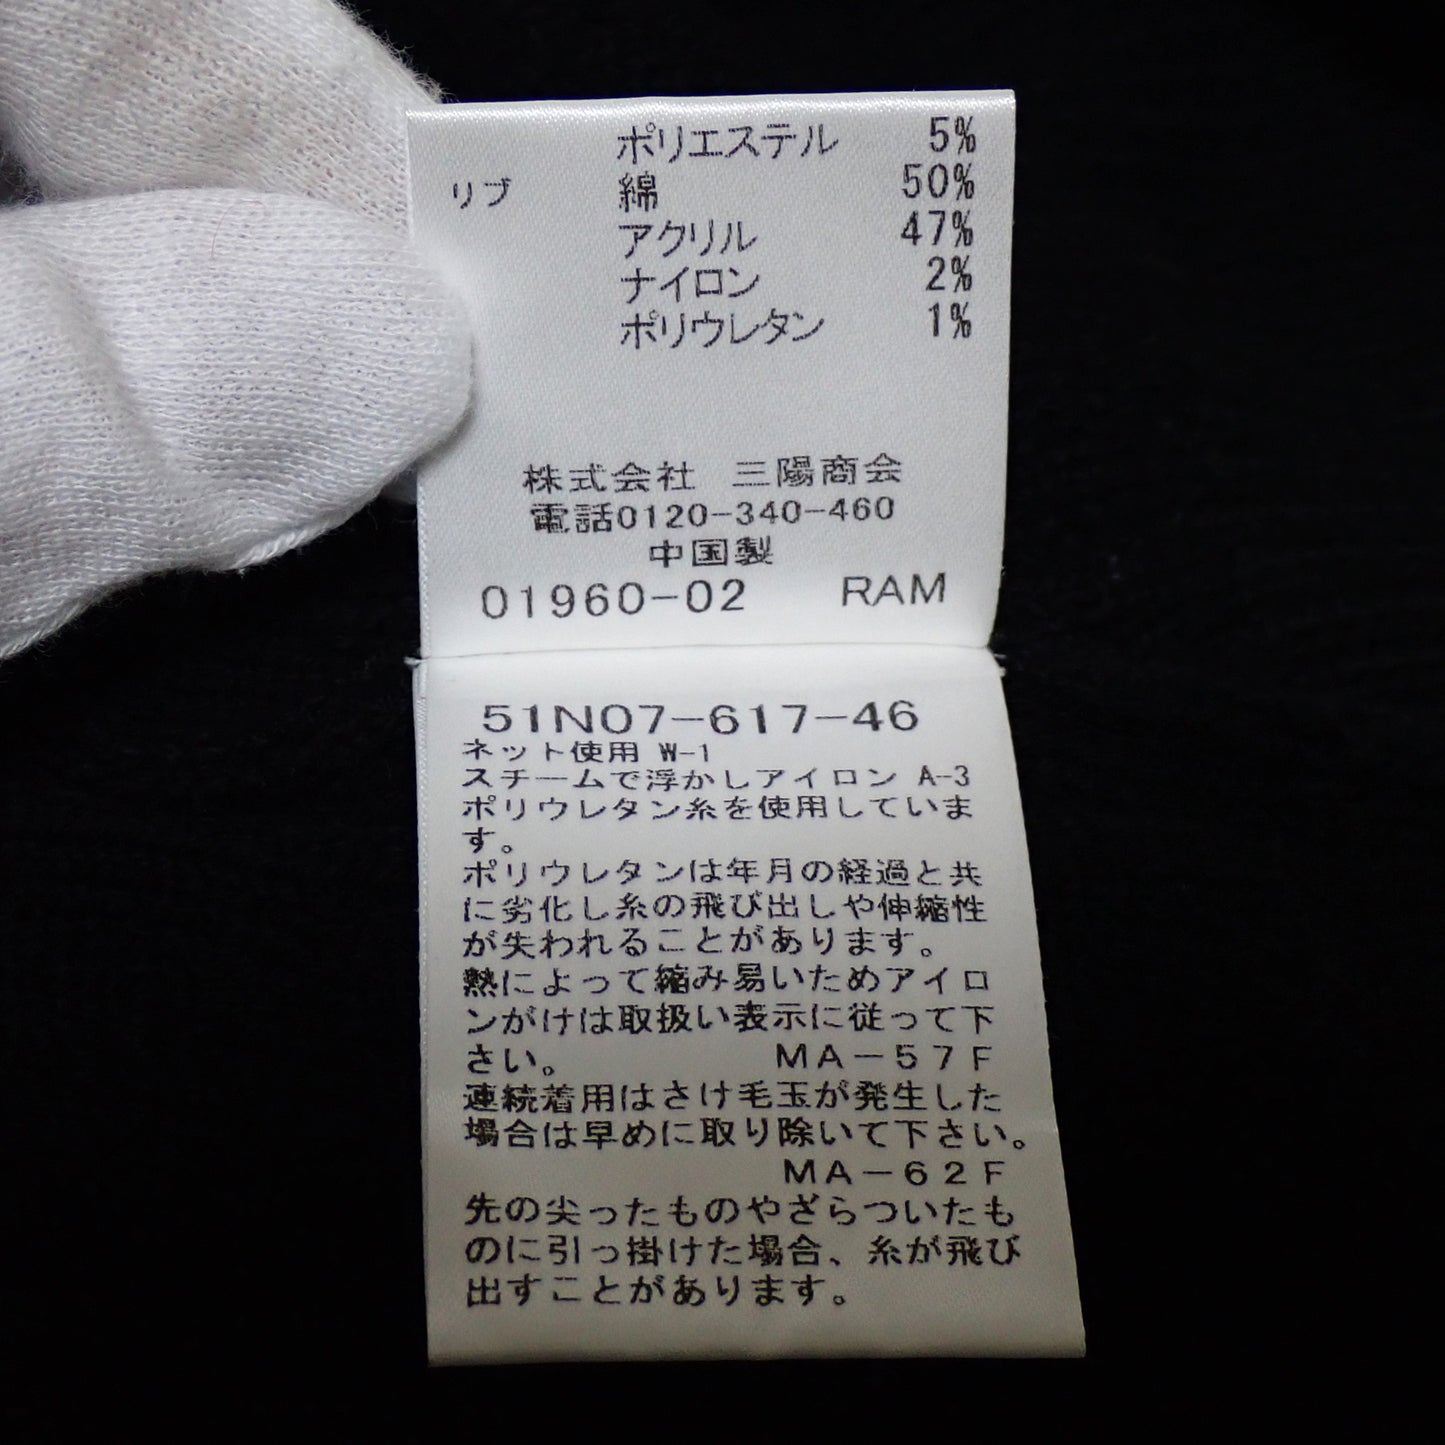 ポリエステル 5%
リブ 綿 50%
アクリル 47%
ナイロン 2%
ポリウレタン 1%
株式会社 三陽商会
電話0120-340-460
中国製
01960-02 RAM
51N07-617-46
ネット使用 W-1
スチームで浮かしアイロン A-3
ポリウレタン糸を使用していま
す。
ポリウレタンは年月の経過と共
に劣化し糸の飛び出しや伸縮性
が失われることがあります。
熱によって縮み易いためアイロ
ンがけは取扱い表示に従って下
さい。 MA-57F
連続着用はさけ毛玉が発生した
場合は早めに取り除いて下さい。
MA-62F
先の尖ったものやざらついたも
のに引っ掛けた場合、糸が飛び
出すことがあります。